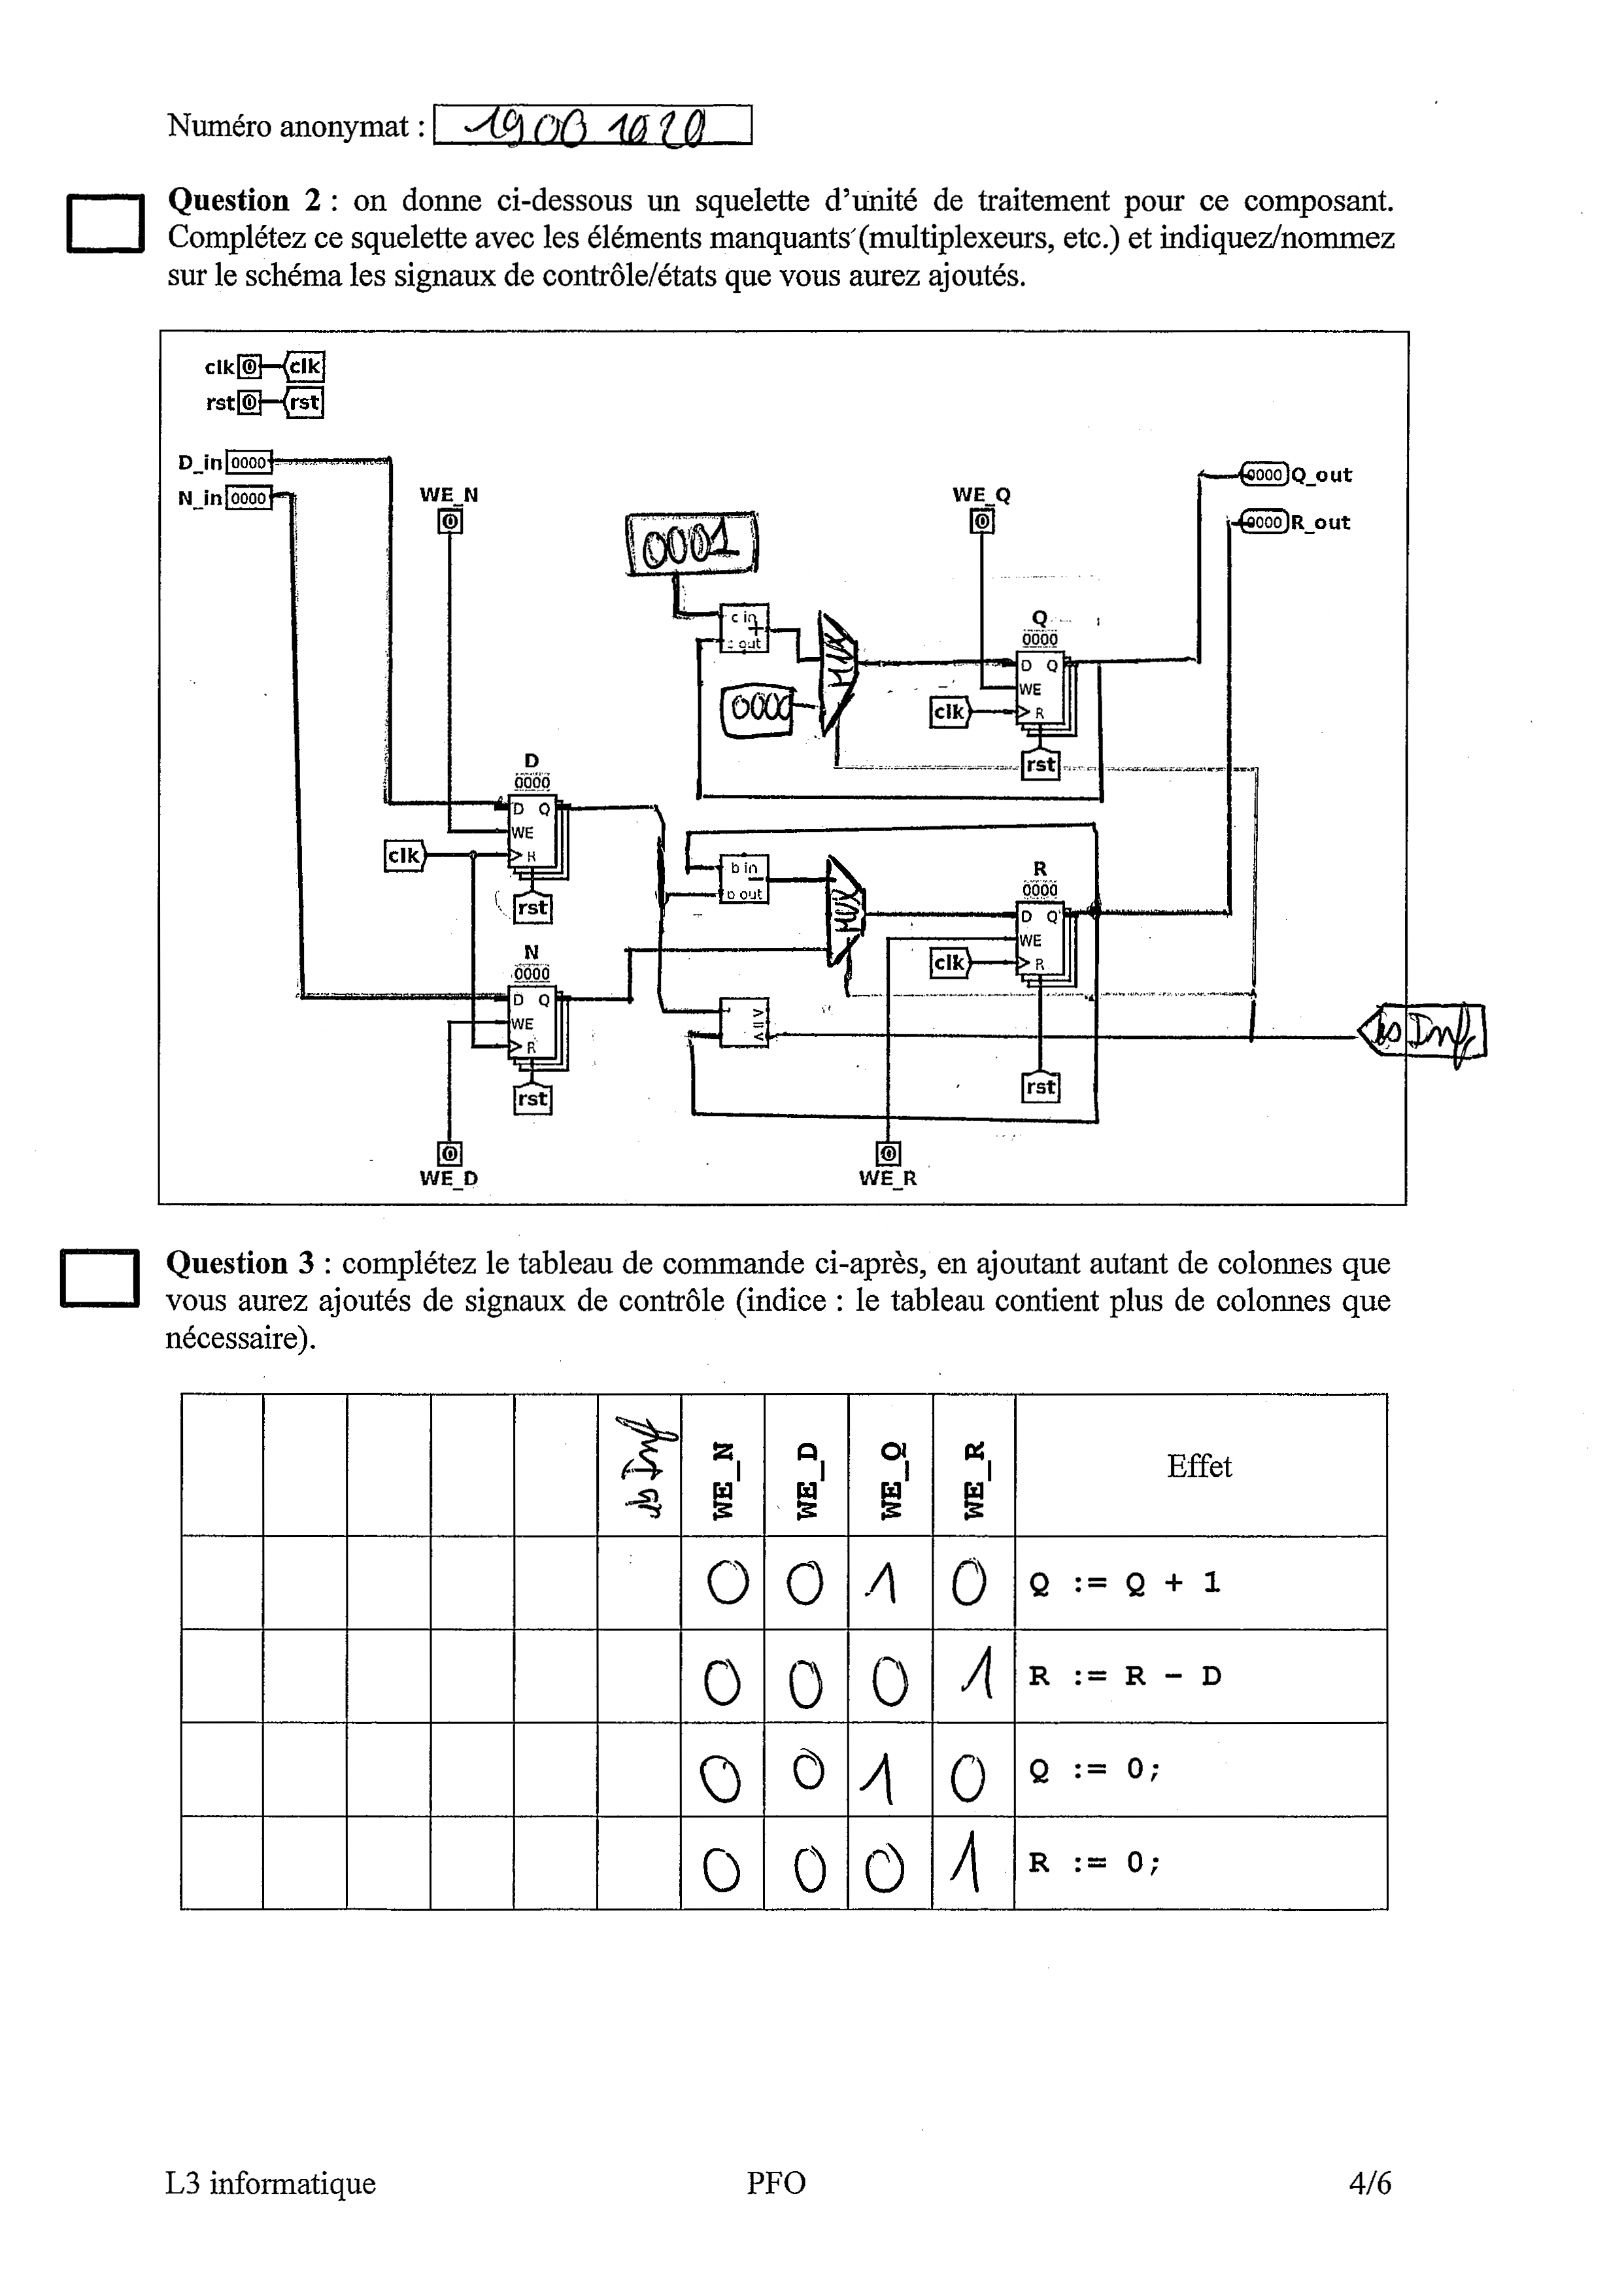 Numéro anonymat : 19001020
Question 2 : on donne ci-dessous un squelette d'unité de traitement pour ce composant.
Complétez ce squelette avec les éléments manquants (multiplexeurs, etc.) et indiquez/nommez
sur le schéma les signaux de contrôle/états que vous aurez ajoutés.
clk 0 clk
rst 0 rst
D_in 0000
N_in 0000
WE_N
0
WE_Q
0
0000 Q_out
0000 R_out
0001
c in
+
c out
MUX
0000
Q
0000
D Q
WE
clk R
rst
D
0000
D Q
WE
clk R
rst
b in
−
b out
MUX
R
0000
D Q
WE
clk R
rst
N
0000
D Q
WE
R
rst
is Inf
0
WE_D
0
WE_R
Question 3 : complétez le tableau de commande ci-après, en ajoutant autant de colonnes que
vous aurez ajoutés de signaux de contrôle (indice : le tableau contient plus de colonnes que
nécessaire).
is Inf WE_N WE_D WE_Q WE_R Effet
0 0 1 0 Q := Q + 1
0 0 0 1 R := R - D
0 0 1 0 Q := 0;
0 0 0 1 R := 0;
L3 informatique PFO 4/6